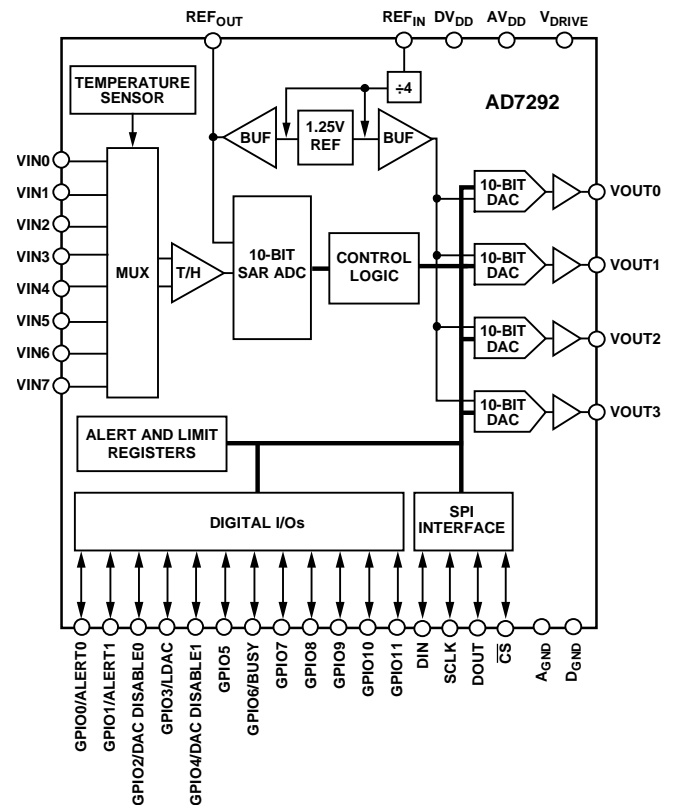 REFOUT
REFIN
DVDD
AVDD
VDRIVE
TEMPERATURE
SENSOR
÷4
AD7292
BUF
1.25V
REF
BUF
VIN0
VIN1
VIN2
VIN3
VIN4
VIN5
VIN6
VIN7
MUX
T/H
10-BIT
SAR ADC
CONTROL
LOGIC
10-BIT
DAC
VOUT0
10-BIT
DAC
VOUT1
10-BIT
DAC
VOUT2
10-BIT
DAC
VOUT3
ALERT AND LIMIT
REGISTERS
DIGITAL I/Os
SPI
INTERFACE
GPIO0/ALERT0
GPIO1/ALERT1
GPIO2/DAC DISABLE0
GPIO3/LDAC
GPIO4/DAC DISABLE1
GPIO5
GPIO6/BUSY
GPIO7
GPIO8
GPIO9
GPIO10
GPIO11
DIN
SCLK
DOUT
C̅S̅
AGND
DGND